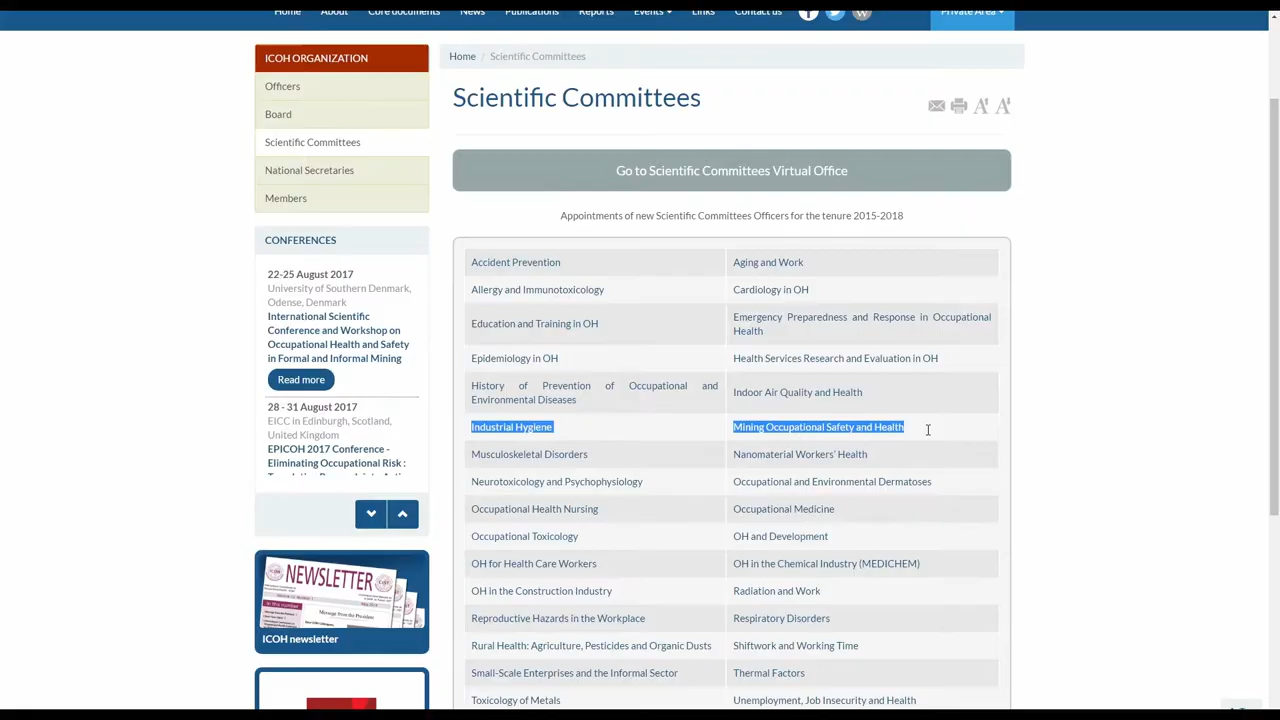 Home About Core documents News Publications Reports Events Links Contact us Private Area
ICOH ORGANIZATION
Officers
Board
Scientific Committees
National Secretaries
Members
CONFERENCES
22-25 August 2017
University of Southern Denmark,
Odense, Denmark
International Scientific
Conference and Workshop on
Occupational Health and Safety
in Formal and Informal Mining
Read more
28 - 31 August 2017
EICC in Edinburgh, Scotland,
United Kingdom
EPICOH 2017 Conference -
Eliminating Occupational Risk :
NEWSLETTER
ICOH newsletter
Home / Scientific Committees
Scientific Committees
Go to Scientific Committees Virtual Office
Appointments of new Scientific Committees Officers for the tenure 2015-2018
Accident Prevention
Aging and Work
Allergy and Immunotoxicology
Cardiology in OH
Education and Training in OH
Emergency Preparedness and Response in Occupational
Health
Epidemiology in OH
Health Services Research and Evaluation in OH
History of Prevention of Occupational and
Environmental Diseases
Indoor Air Quality and Health
Industrial Hygiene
Mining Occupational Safety and Health
Musculoskeletal Disorders
Nanomaterial Workers' Health
Neurotoxicology and Psychophysiology
Occupational and Environmental Dermatoses
Occupational Health Nursing
Occupational Medicine
Occupational Toxicology
OH and Development
OH for Health Care Workers
OH in the Chemical Industry (MEDICHEM)
OH in the Construction Industry
Radiation and Work
Reproductive Hazards in the Workplace
Respiratory Disorders
Rural Health: Agriculture, Pesticides and Organic Dusts
Shiftwork and Working Time
Small-Scale Enterprises and the Informal Sector
Thermal Factors
Toxicology of Metals
Unemployment, Job Insecurity and Health